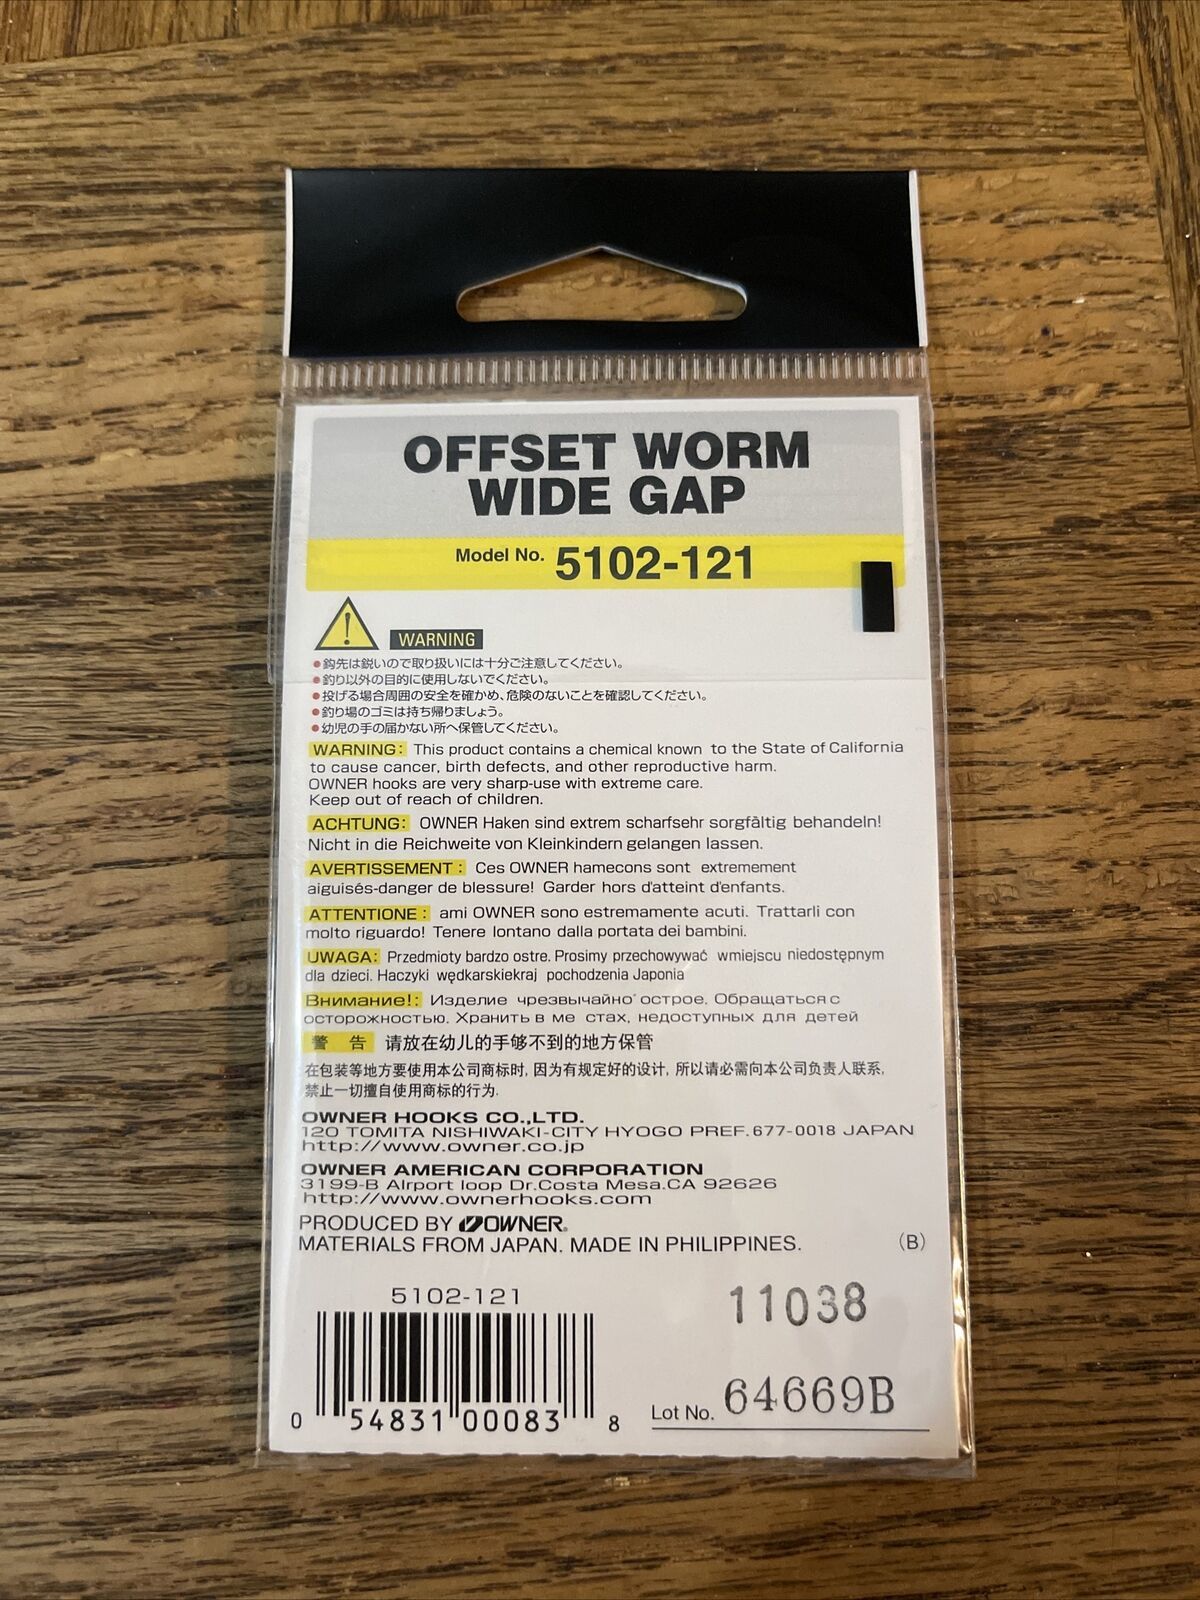 OFFSET WORM
WIDE GAP
Model No. 5102-121
WARNING
●鈎先は鋭いので取り扱いには十分ご注意してください。
●釣り以外の目的に使用しないでください。
●投げる場合周囲の安全を確かめ、危険のないことを確認してください。
●釣り場のゴミは持ち帰りましょう。
●幼児の手の届かない所へ保管してください。
WARNING: This product contains a chemical known to the State of California
to cause cancer, birth defects, and other reproductive harm.
OWNER hooks are very sharp-use with extreme care.
Keep out of reach of children.
ACHTUNG: OWNER Haken sind extrem scharfsehr sorgfâltig behandeln!
Nicht in die Reichweite von Kleinkindern gelangen lassen.
AVERTISSEMENT : Ces OWNER hamecons sont extremement
aiguisés-danger de blessure! Garder hors d'atteint d'enfants.
ATTENTIONE : ami OWNER sono estremamente acuti. Trattarli con
molto riguardo! Tenere lontano dalla portata dei bambini.
UWAGA: Przedmioty bardzo ostre. Prosimy przechowywać wmiejscu niedostępnym
dla dzieci. Haczyki wędkarskiekraj pochodzenia Japonia
Внимание!: Изделие чрезвычайно острое. Обращаться с
осторожностью. Хранить в ме стах, недоступных для детей
警 告 请放在幼儿的手够不到的地方保管
在包装等地方要使用本公司商标时, 因为有规定好的设计, 所以请必需向本公司负责人联系,
禁止一切擅自使用商标的行为.
OWNER HOOKS CO.,LTD.
120 TOMITA NISHIWAKI-CITY HYOGO PREF.677-0018 JAPAN
http://www.owner.co.jp
OWNER AMERICAN CORPORATION
3199-B Airport loop Dr.Costa Mesa.CA 92626
http://www.ownerhooks.com
PRODUCED BY OWNER®
MATERIALS FROM JAPAN. MADE IN PHILIPPINES. (B)
5102-121
11038
0 54831 00083 8
Lot No. 64669B